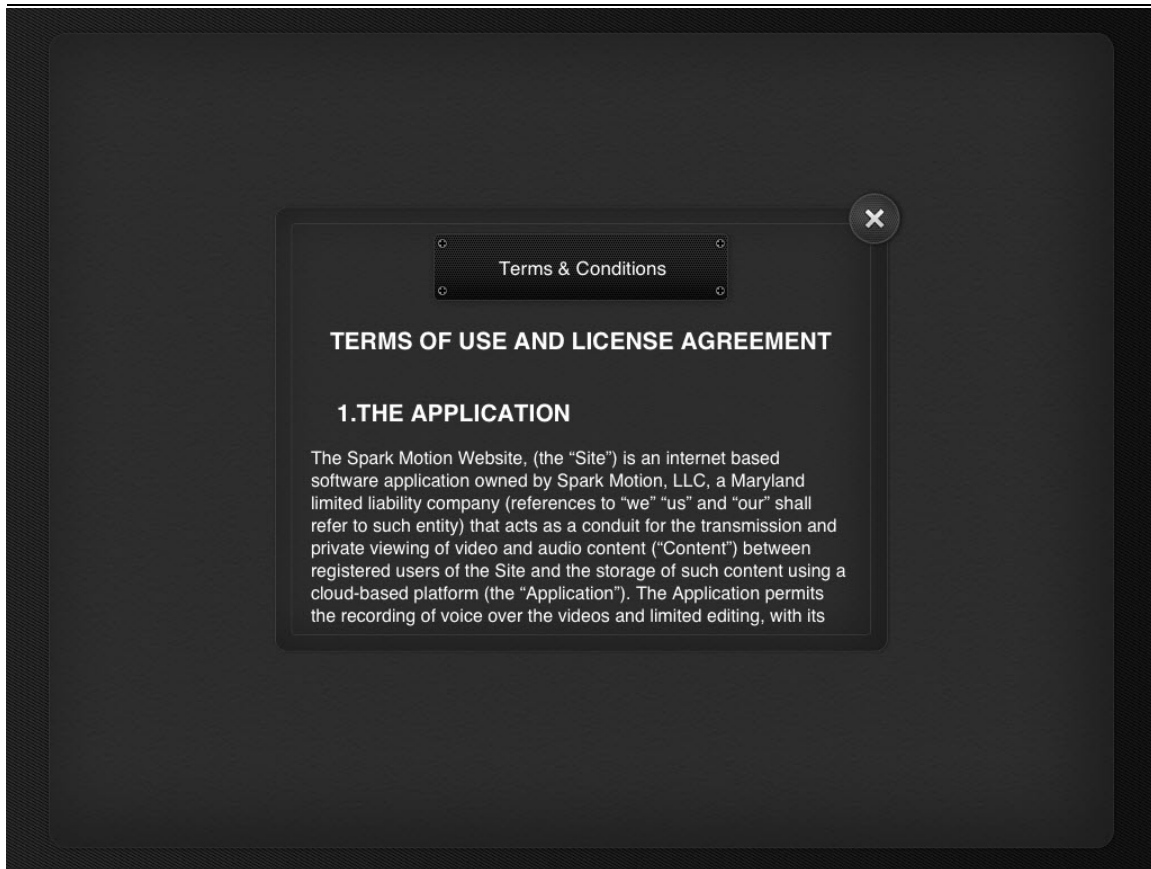 Terms & Conditions
TERMS OF USE AND LICENSE AGREEMENT
1.THE APPLICATION
The Spark Motion Website, (the “Site”) is an internet based
software application owned by Spark Motion, LLC, a Maryland
limited liability company (references to “we” “us” and “our” shall
refer to such entity) that acts as a conduit for the transmission and
private viewing of video and audio content (“Content”) between
registered users of the Site and the storage of such content using a
cloud-based platform (the “Application”). The Application permits
the recording of voice over the videos and limited editing, with its